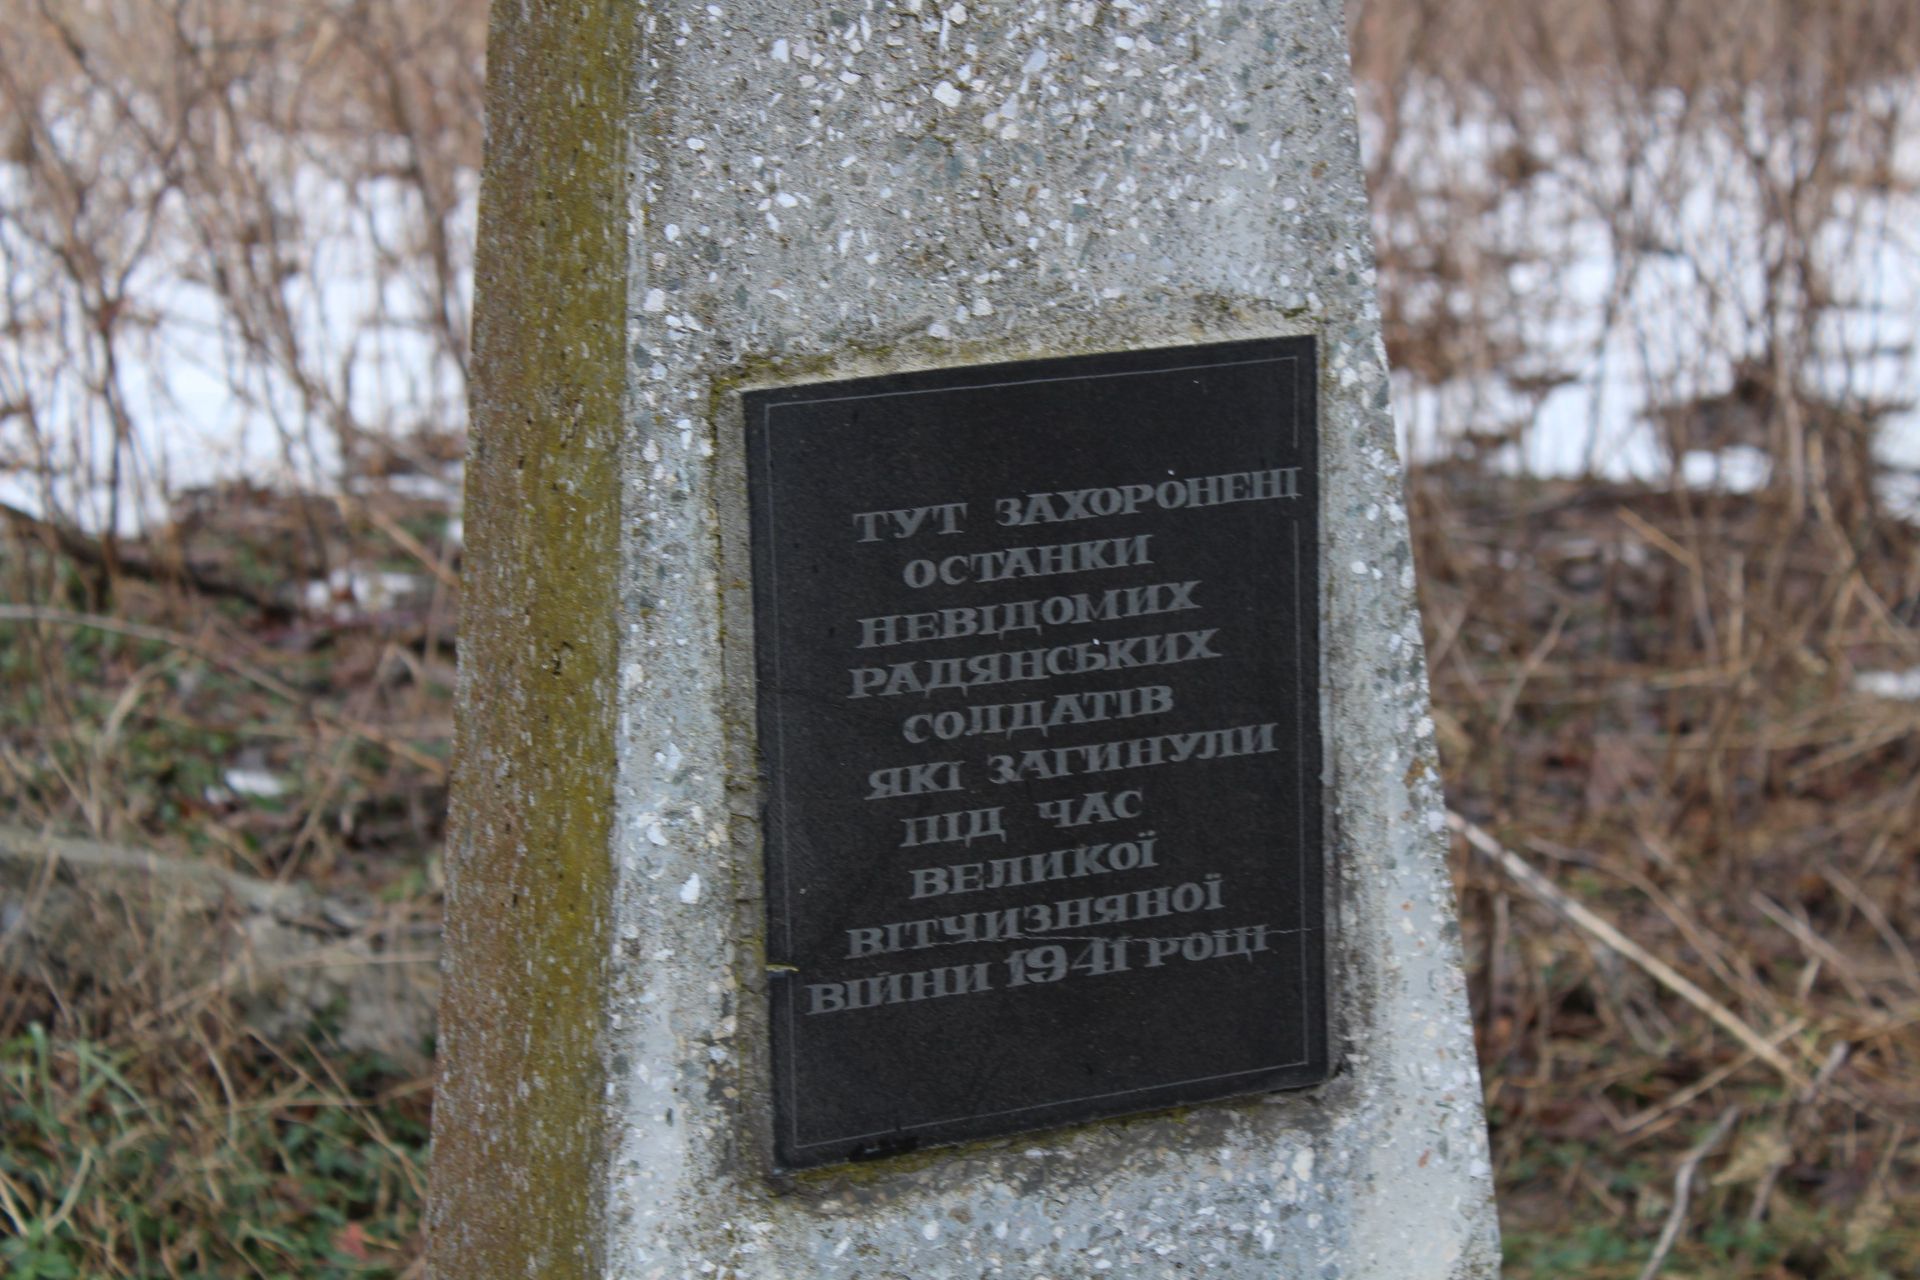 ТУТ ЗАХОРОНЕНІ
ОСТАНКИ
НЕВІДОМИХ
РАДЯНСЬКИХ
СОЛДАТІВ
ЯКІ ЗАГИНУЛИ
ПІД ЧАС
ВЕЛИКОЇ
ВІТЧИЗНЯНОЇ
ВІЙНИ 1941 РОЦІ